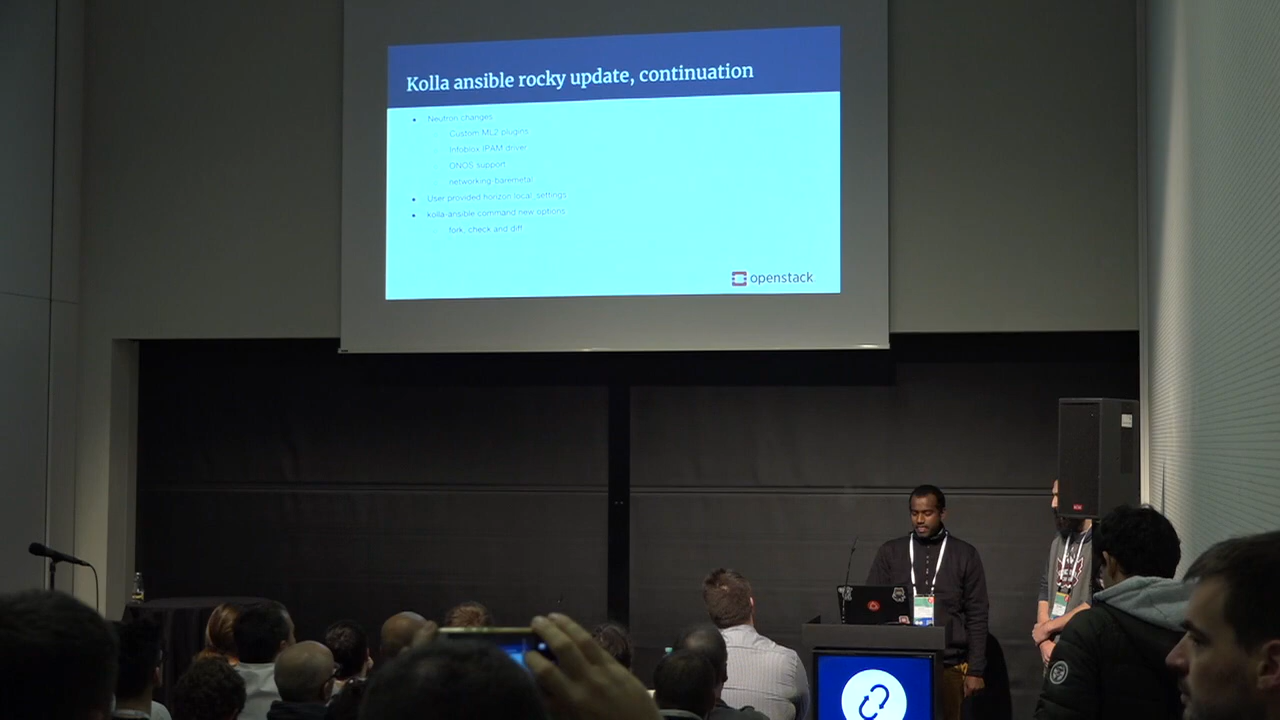 Kolla ansible rocky update, continuation
Neutron changes
Custom ML2 plugins
Infoblox IPAM driver
ONOS support
networking-baremetal
User provided horizon local_settings
kolla-ansible command new options
fork, check and diff
openstack